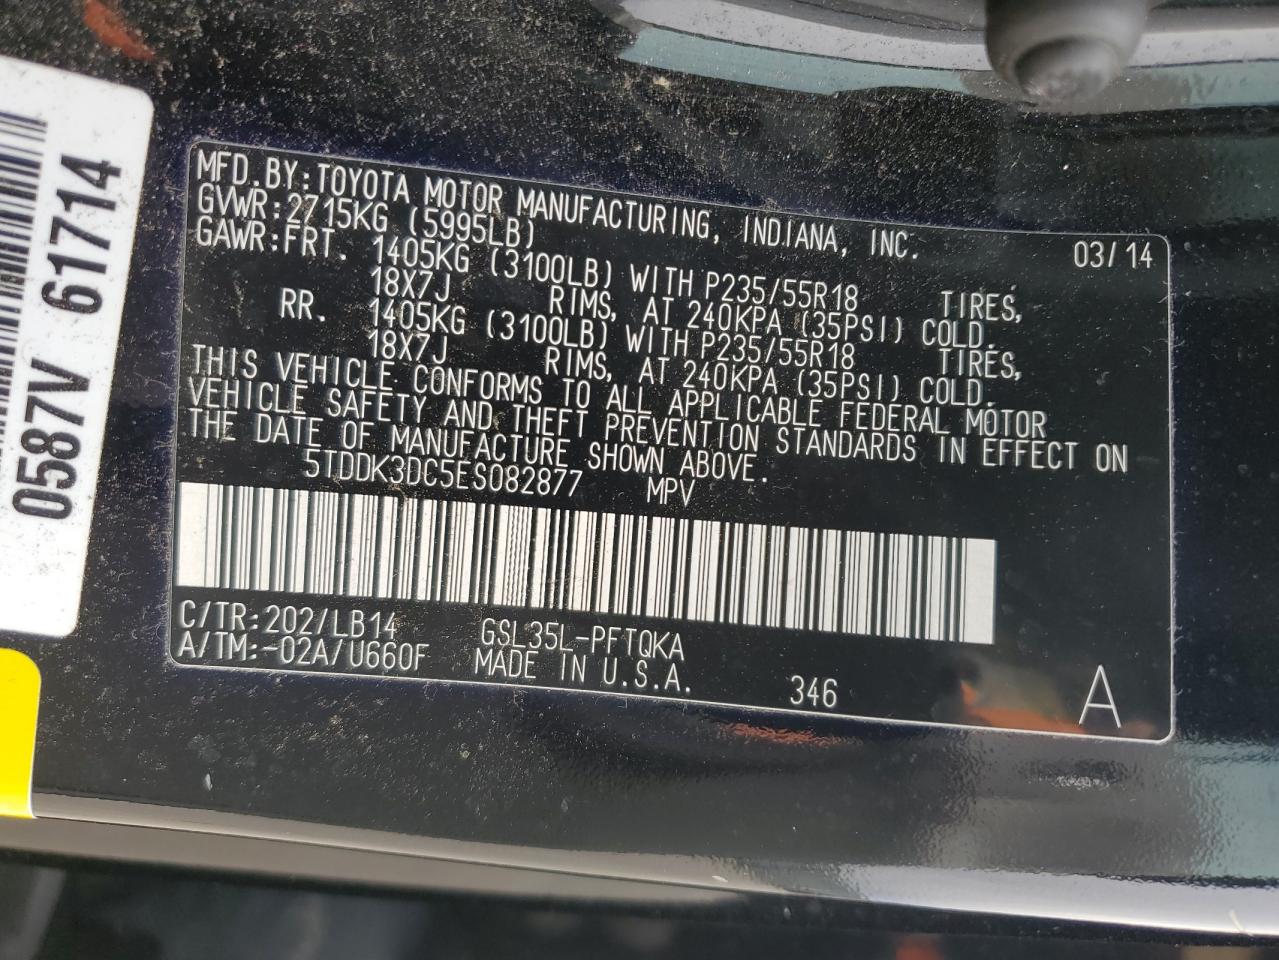 MFD.BY:TOYOTA MOTOR MANUFACTURING, INDIANA, INC. 03/14
GVWR:2715KG (5995LB)
GAWR:FRT. 1405KG (3100LB) WITH P235/55R18 TIRES,
18X7J RIMS, AT 240KPA (35PSI) COLD.
RR. 1405KG (3100LB) WITH P235/55R18 TIRES,
18X7J RIMS, AT 240KPA (35PSI) COLD.
THIS VEHICLE CONFORMS TO ALL APPLICABLE FEDERAL MOTOR
VEHICLE SAFETY AND THEFT PREVENTION STANDARDS IN EFFECT ON
THE DATE OF MANUFACTURE SHOWN ABOVE.
5TDDK3DC5ES082877 MPV
C/TR:202/LB14 GSL35L-PFTQKA
A/TM:-02A/U660F MADE IN U.S.A. 346 A
0587V 61714